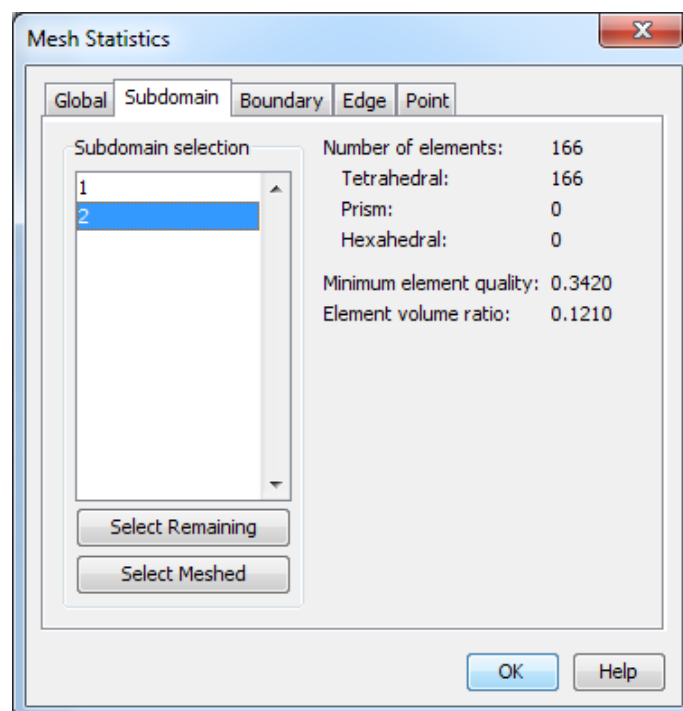 Mesh Statistics
Global Subdomain Boundary Edge Point
Subdomain selection
1
2
Select Remaining
Select Meshed
Number of elements: 166
Tetrahedral: 166
Prism: 0
Hexahedral: 0
Minimum element quality: 0.3420
Element volume ratio: 0.1210
OK Help